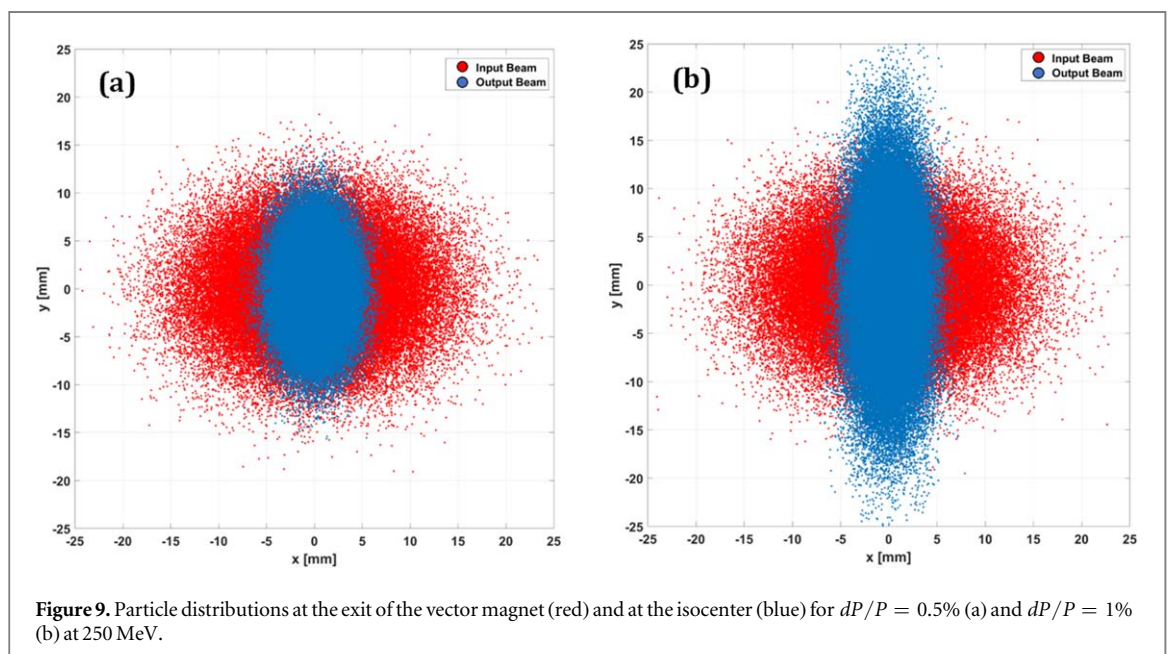 (a)
Input Beam
Output Beam
25
20
15
10
5
0
-5
-10
-15
-20
-25
y [mm]
-25 -20 -15 -10 -5 0 5 10 15 20 25
x [mm]
(b)
Input Beam
Output Beam
25
20
15
10
5
0
-5
-10
-15
-20
-25
y [mm]
-25 -20 -15 -10 -5 0 5 10 15 20 25
x [mm]
Figure 9. Particle distributions at the exit of the vector magnet (red) and at the isocenter (blue) for dP/P = 0.5% (a) and dP/P = 1%
(b) at 250 MeV.